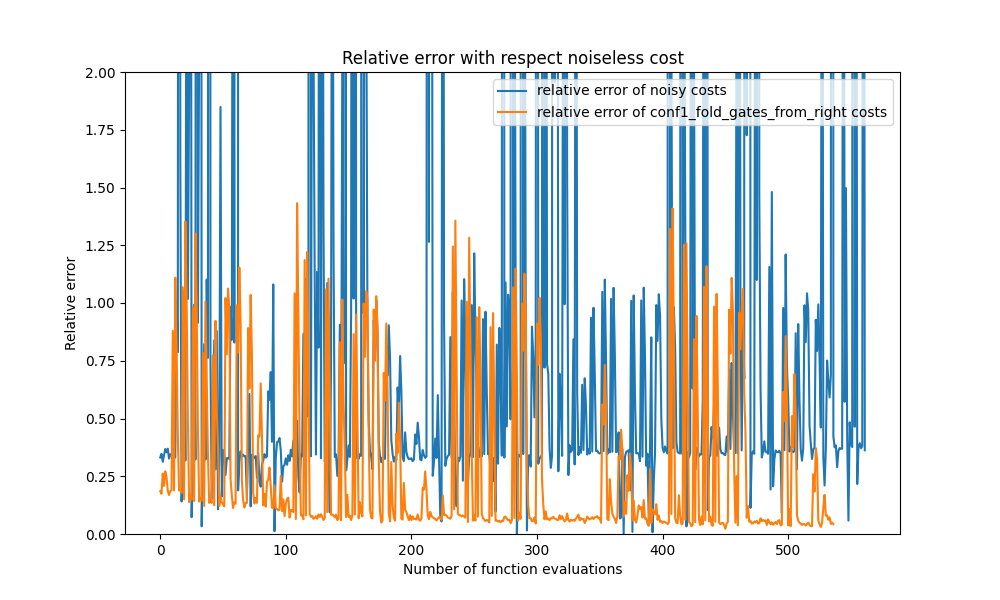 Relative error with respect noiseless cost
relative error of noisy costs
relative error of conf1_fold_gates_from_right costs
Relative error
2.00
1.75
1.50
1.25
1.00
0.75
0.50
0.25
0.00
0 100 200 300 400 500
Number of function evaluations